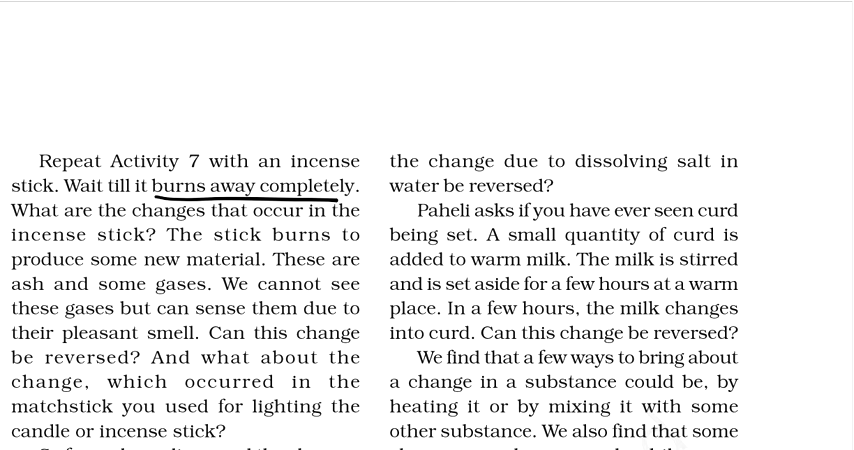 Repeat Activity 7 with an incense
stick. Wait till it burns away completely.
What are the changes that occur in the
incense stick? The stick burns to
produce some new material. These are
ash and some gases. We cannot see
these gases but can sense them due to
their pleasant smell. Can this change
be reversed? And what about the
change, which occurred in the
matchstick you used for lighting the
candle or incense stick?
the change due to dissolving salt in
water be reversed?
Paheli asks if you have ever seen curd
being set. A small quantity of curd is
added to warm milk. The milk is stirred
and is set aside for a few hours at a warm
place. In a few hours, the milk changes
into curd. Can this change be reversed?
We find that a few ways to bring about
a change in a substance could be, by
heating it or by mixing it with some
other substance. We also find that some